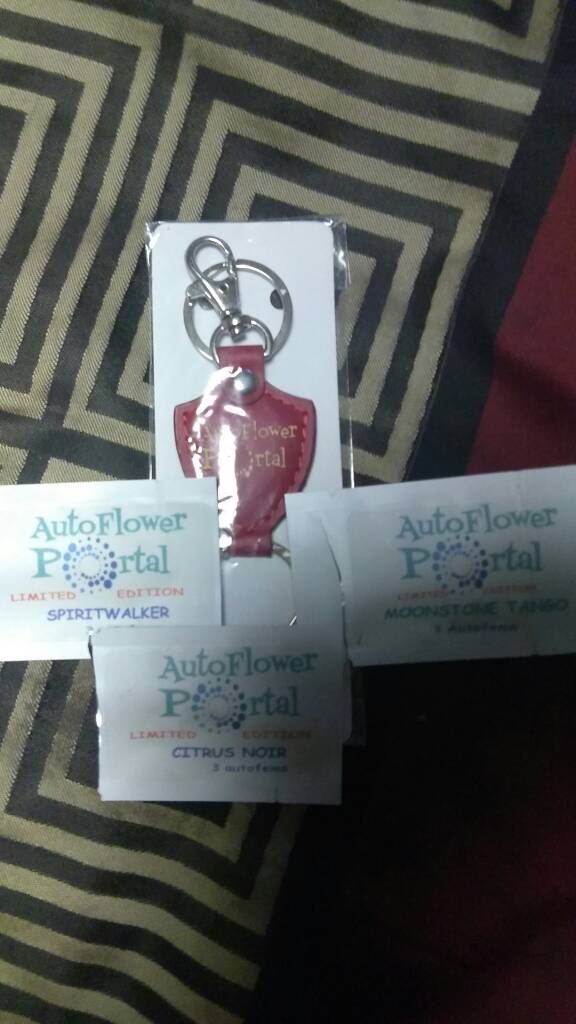 AutoFlower
Portal
AutoFlower
Portal
LIMITED EDITION
SPIRITWALKER
AutoFlower
Portal
LIMITED EDITION
MOONSTONE TANGO
3 Autofems
AutoFlower
Portal
LIMITED EDITION
CITRUS NOIR
3 autofems